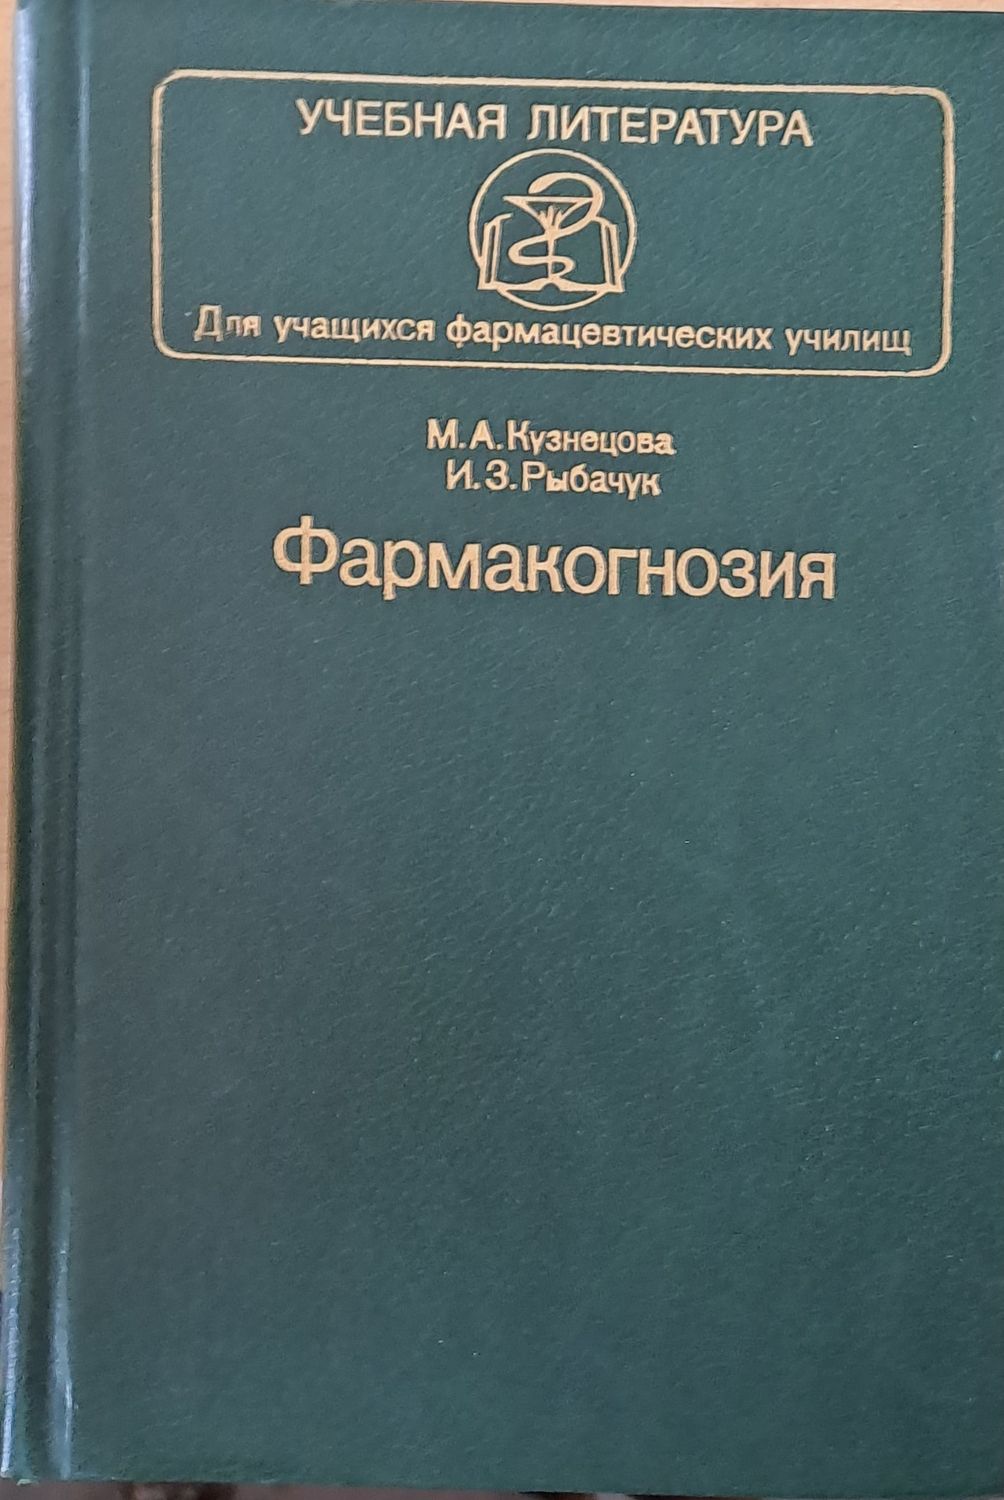 УЧЕБНАЯ ЛИТЕРАТУРА
Для учащихся фармацевтических училищ
М.А.Кузнецова
И.З.Рыбачук
Фармакогнозия